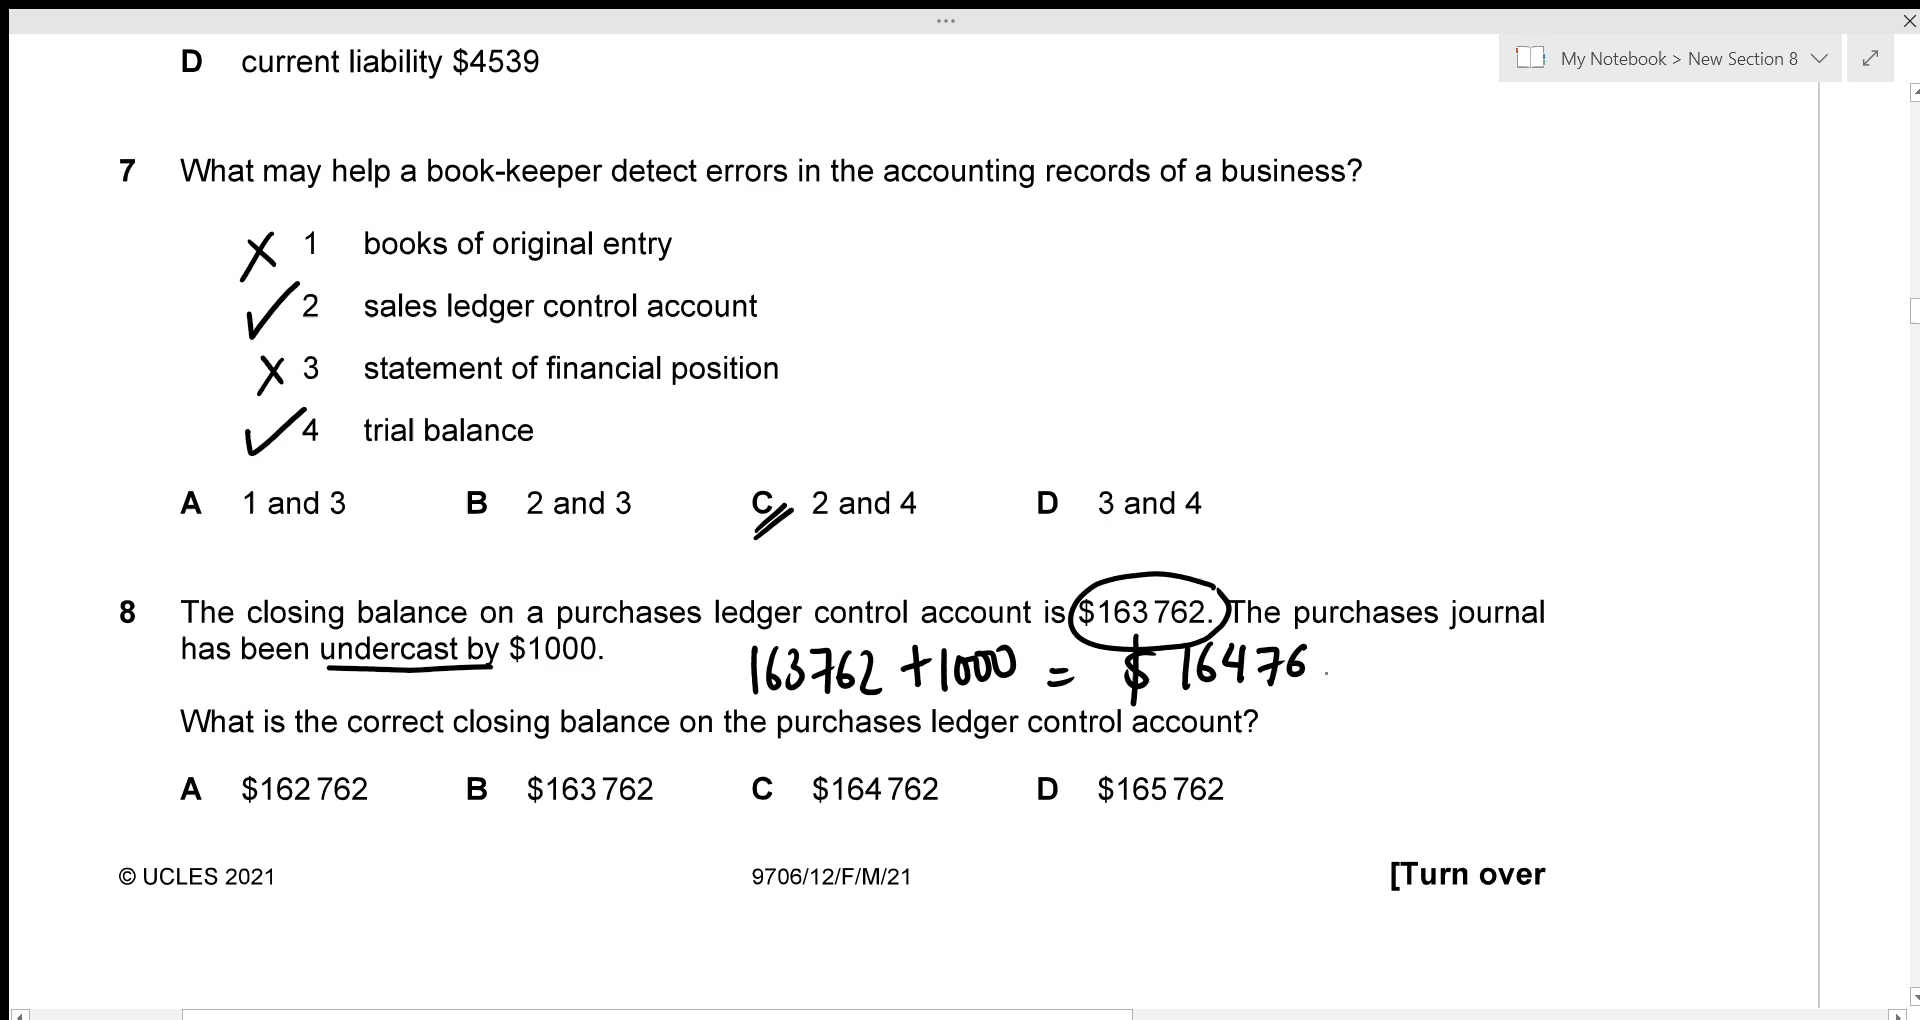 D current liability $4539
My Notebook > New Section 8
7 What may help a book-keeper detect errors in the accounting records of a business?
1 books of original entry
2 sales ledger control account
3 statement of financial position
4 trial balance
A 1 and 3 B 2 and 3 C 2 and 4 D 3 and 4
8 The closing balance on a purchases ledger control account is $163 762. The purchases journal
has been undercast by $1000.
163762 + 1000 = $ 16476
What is the correct closing balance on the purchases ledger control account?
A $162 762 B $163 762 C $164 762 D $165 762
© UCLES 2021 9706/12/F/M/21 [Turn over